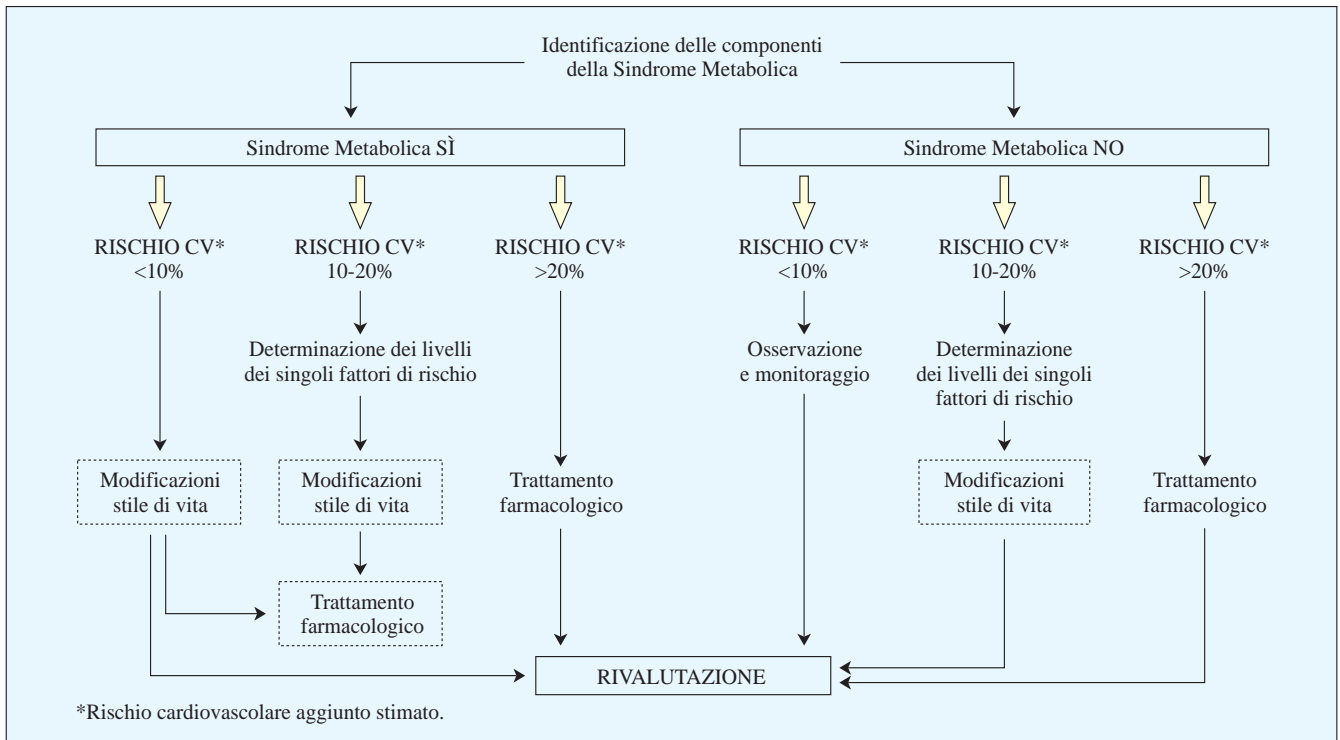 Identificazione delle componenti
della Sindrome Metabolica
Sindrome Metabolica SÌ
Sindrome Metabolica NO
RISCHIO CV*
<10%
RISCHIO CV*
10-20%
RISCHIO CV*
>20%
RISCHIO CV*
<10%
RISCHIO CV*
10-20%
RISCHIO CV*
>20%
Determinazione dei livelli
dei singoli fattori di rischio
Osservazione
e monitoraggio
Determinazione
dei livelli dei singoli
fattori di rischio
Modificazioni
stile di vita
Modificazioni
stile di vita
Trattamento
farmacologico
Modificazioni
stile di vita
Trattamento
farmacologico
Trattamento
farmacologico
RIVALUTAZIONE
*Rischio cardiovascolare aggiunto stimato.